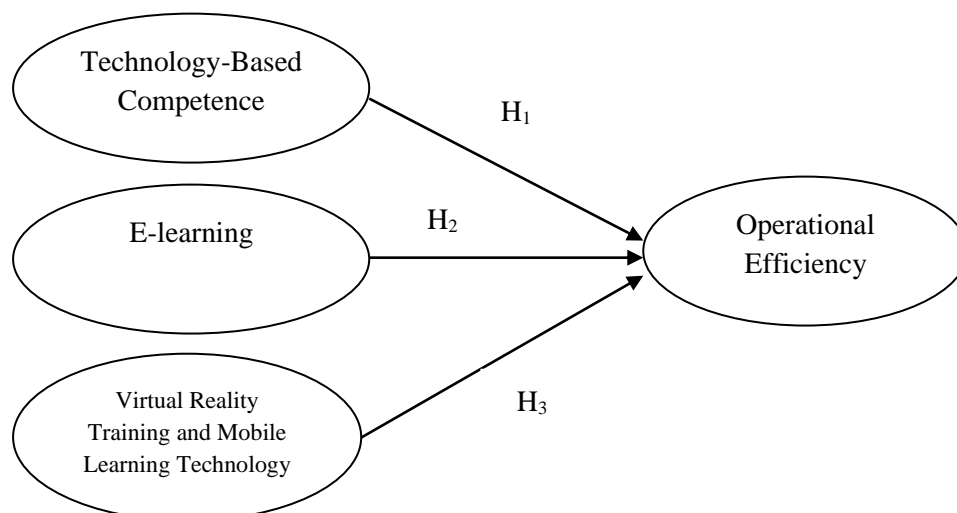 Technology-Based
Competence
H₁
E-learning
H₂
Operational
Efficiency
Virtual Reality
Training and Mobile
Learning Technology
H₃